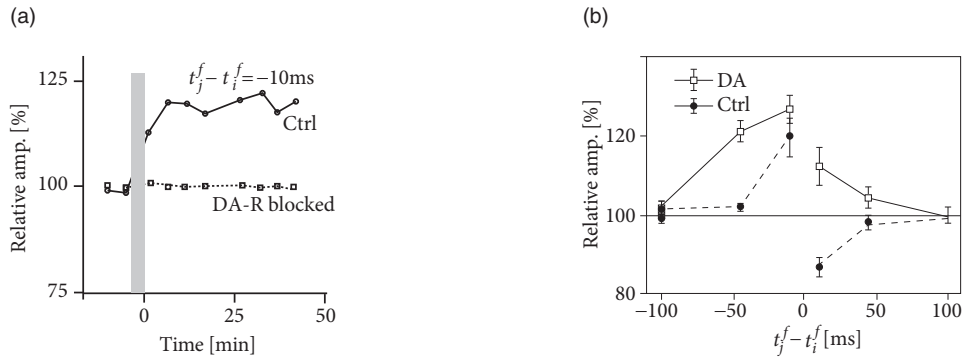 (a)
Relative amp. [%]
125
100
75
t_j^f − t_i^f = −10ms
Ctrl
DA-R blocked
0
25
50
Time [min]
(b)
Relative amp. [%]
120
100
80
DA
Ctrl
−100
−50
0
50
100
t_j^f − t_i^f [ms]